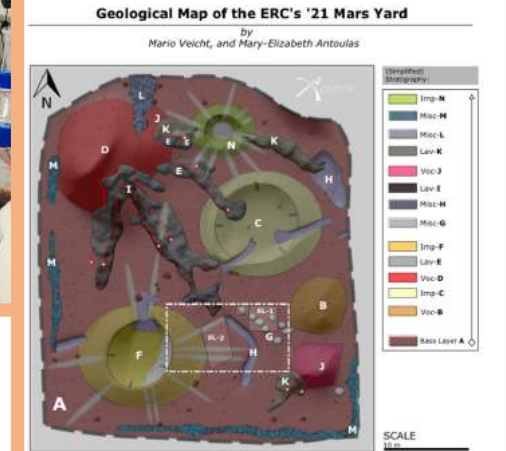 Geological Map of the ERC's '21 Mars Yard
by
Mario Veicht, and Mary-Elizabeth Antoulas
N
L
J
K
E E
N
K
D
E
H
M
I
C
M
B
SL-1
G
SL-2
F
H
J
K
A
M
(Simplified)
Stratigraphy:
Imp-N
Misc-M
Misc-L
Lav-K
Voc-J
Lav-I
Misc-H
Misc-G
Imp-F
Lav-E
Voc-D
Imp-C
Voc-B
Base Layer A
SCALE
10 m